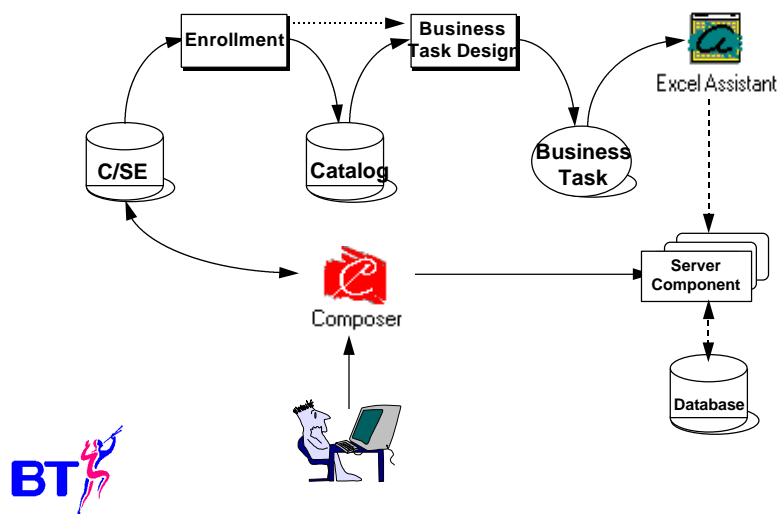 Enrollment
Business
Task Design
Excel Assistant
C/SE
Catalog
Business
Task
Composer
Server
Component
Database
BT